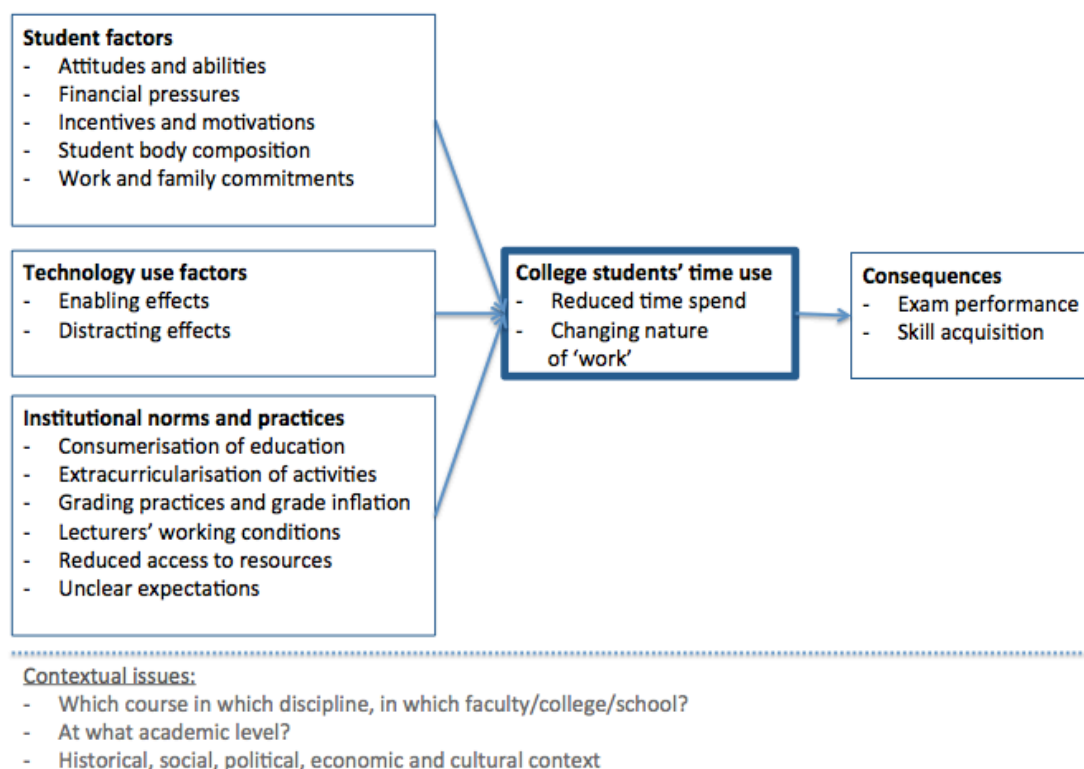 Student factors
- Attitudes and abilities
- Financial pressures
- Incentives and motivations
- Student body composition
- Work and family commitments
Technology use factors
- Enabling effects
- Distracting effects
Institutional norms and practices
- Consumerisation of education
- Extracurricularisation of activities
- Grading practices and grade inflation
- Lecturers' working conditions
- Reduced access to resources
- Unclear expectations
College students' time use
- Reduced time spend
- Changing nature
of 'work'
Consequences
- Exam performance
- Skill acquisition
Contextual issues:
- Which course in which discipline, in which faculty/college/school?
- At what academic level?
- Historical, social, political, economic and cultural context